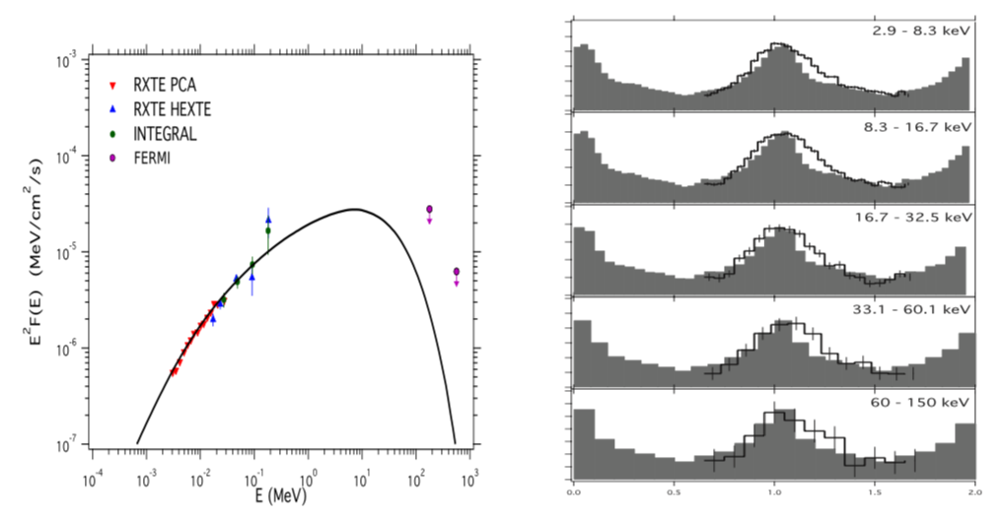 10^-3
10^-4
10^-5
10^-6
10^-7
E^2F(E) (MeV/cm^2/s)
RXTE PCA
RXTE HEXTE
INTEGRAL
FERMI
10^-4 10^-3 10^-2 10^-1 10^0 10^1 10^2 10^3
E (MeV)
2.9 - 8.3 keV
8.3 - 16.7 keV
16.7 - 32.5 keV
33.1 - 60.1 keV
60 - 150 keV
0.0 0.5 1.0 1.5 2.0